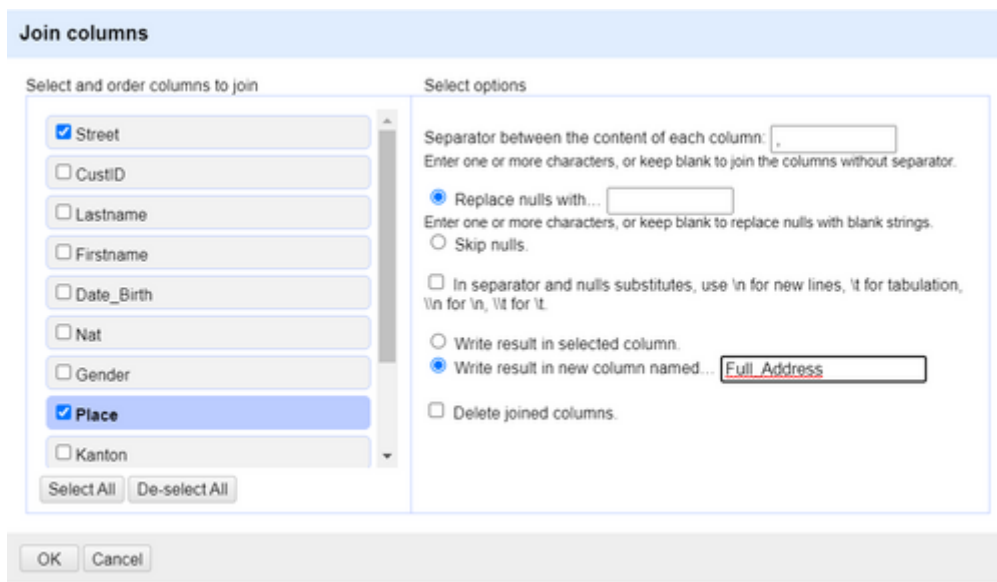 Join columns
Select and order columns to join
Street
CustID
Lastname
Firstname
Date_Birth
Nat
Gender
Place
Kanton
Select All De-select All
Select options
Separator between the content of each column: ,
Enter one or more characters, or keep blank to join the columns without separator.
Replace nulls with...
Enter one or more characters, or keep blank to replace nulls with blank strings.
Skip nulls.
In separator and nulls substitutes, use \n for new lines, \t for tabulation,
\\n for \n, \\t for \t.
Write result in selected column.
Write result in new column named... Full_Address
Delete joined columns.
OK Cancel